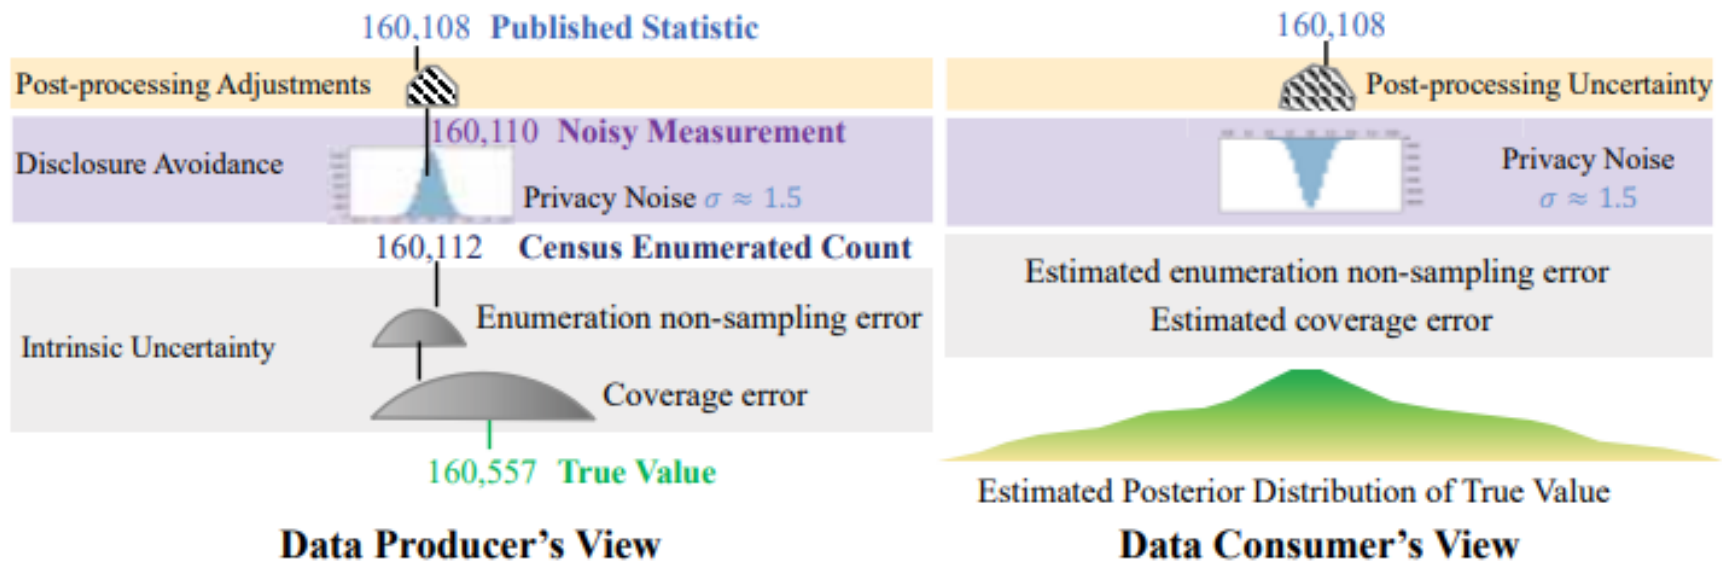 160,108 Published Statistic
Post-processing Adjustments
160,110 Noisy Measurement
Disclosure Avoidance
Privacy Noise σ ≈ 1.5
160,112 Census Enumerated Count
Enumeration non-sampling error
Intrinsic Uncertainty
Coverage error
160,557 True Value
Data Producer's View
160,108
Post-processing Uncertainty
Privacy Noise
σ ≈ 1.5
Estimated enumeration non-sampling error
Estimated coverage error
Estimated Posterior Distribution of True Value
Data Consumer's View